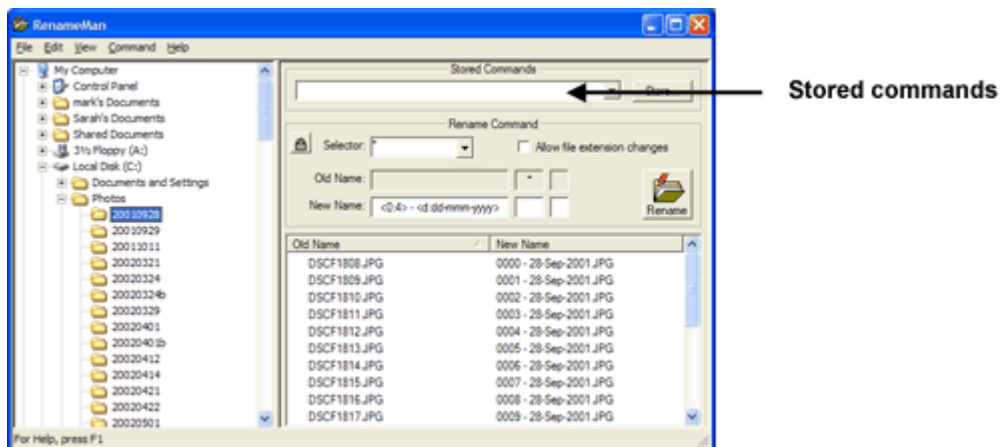 RenameMan
File Edit View Command Help
My Computer
Control Panel
mark's Documents
Sarah's Documents
Shared Documents
3½ Floppy (A:)
Local Disk (C:)
Documents and Settings
Photos
20010928
20010929
20011011
20020321
20020324
20020324b
20020329
20020401
20020401b
20020412
20020414
20020421
20020422
20020501
Stored Commands
Store...
Stored commands
Rename Command
Selector: *
Allow file extension changes
Old Name:
New Name: <0;4> - <d:dd-mmm-yyyy>
Rename
Old Name New Name
DSCF1808.JPG 0000 - 28-Sep-2001.JPG
DSCF1809.JPG 0001 - 28-Sep-2001.JPG
DSCF1810.JPG 0002 - 28-Sep-2001.JPG
DSCF1811.JPG 0003 - 28-Sep-2001.JPG
DSCF1812.JPG 0004 - 28-Sep-2001.JPG
DSCF1813.JPG 0005 - 28-Sep-2001.JPG
DSCF1814.JPG 0006 - 28-Sep-2001.JPG
DSCF1815.JPG 0007 - 28-Sep-2001.JPG
DSCF1816.JPG 0008 - 28-Sep-2001.JPG
DSCF1817.JPG 0009 - 28-Sep-2001.JPG
For Help, press F1